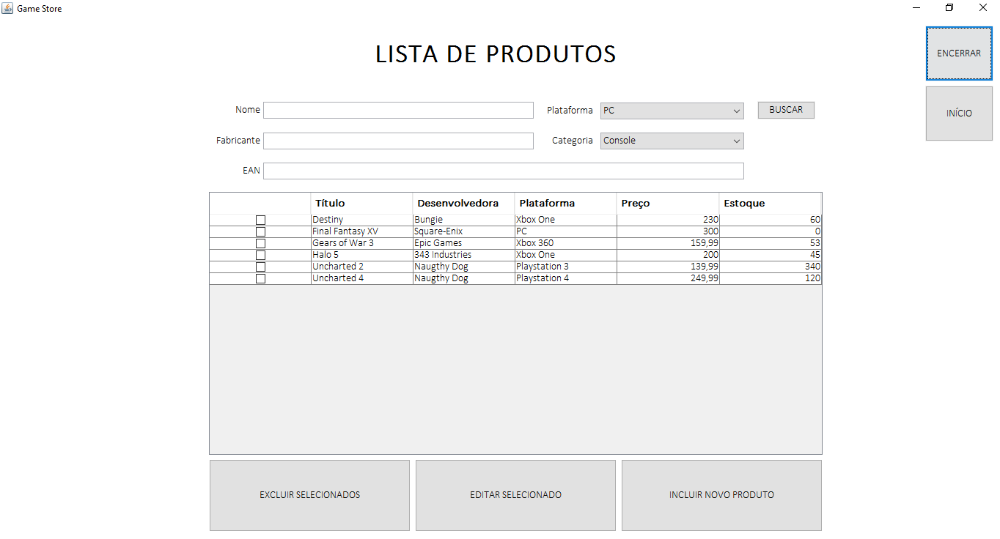 Game Store
ENCERRAR
LISTA DE PRODUTOS
INÍCIO
Nome
Plataforma PC
BUSCAR
Fabricante
Categoria Console
EAN
Título Desenvolvedora Plataforma Preço Estoque
Destiny Bungie Xbox One 230 60
Final Fantasy XV Square-Enix PC 300 0
Gears of War 3 Epic Games Xbox 360 159,99 53
Halo 5 343 Industries Xbox One 200 45
Uncharted 2 Naugthy Dog Playstation 3 139,99 340
Uncharted 4 Naugthy Dog Playstation 4 249,99 120
EXCLUIR SELECIONADOS
EDITAR SELECIONADO
INCLUIR NOVO PRODUTO